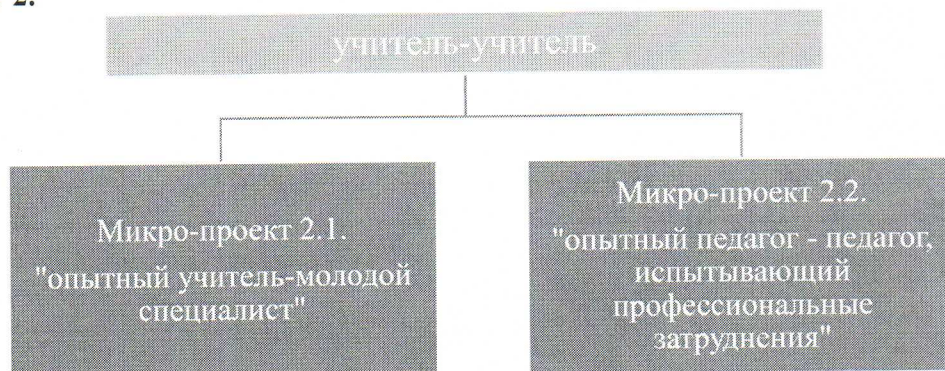 2.
учитель-учитель
Микро-проект 2.1.
"опытный учитель-молодой
специалист"
Микро-проект 2.2.
"опытный педагог - педагог,
испытывающий
профессиональные
затруднения"